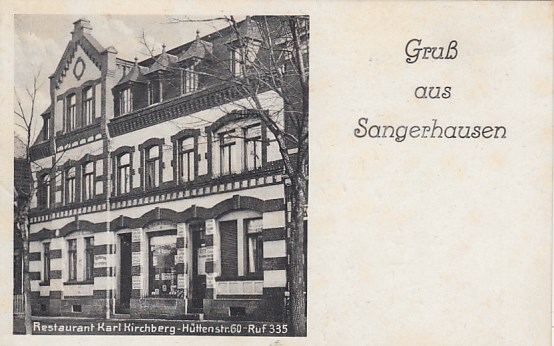 Gruß
aus
Sangerhausen
Restaurant Karl Kirchberg-Hüttenstr.60-Ruf 335